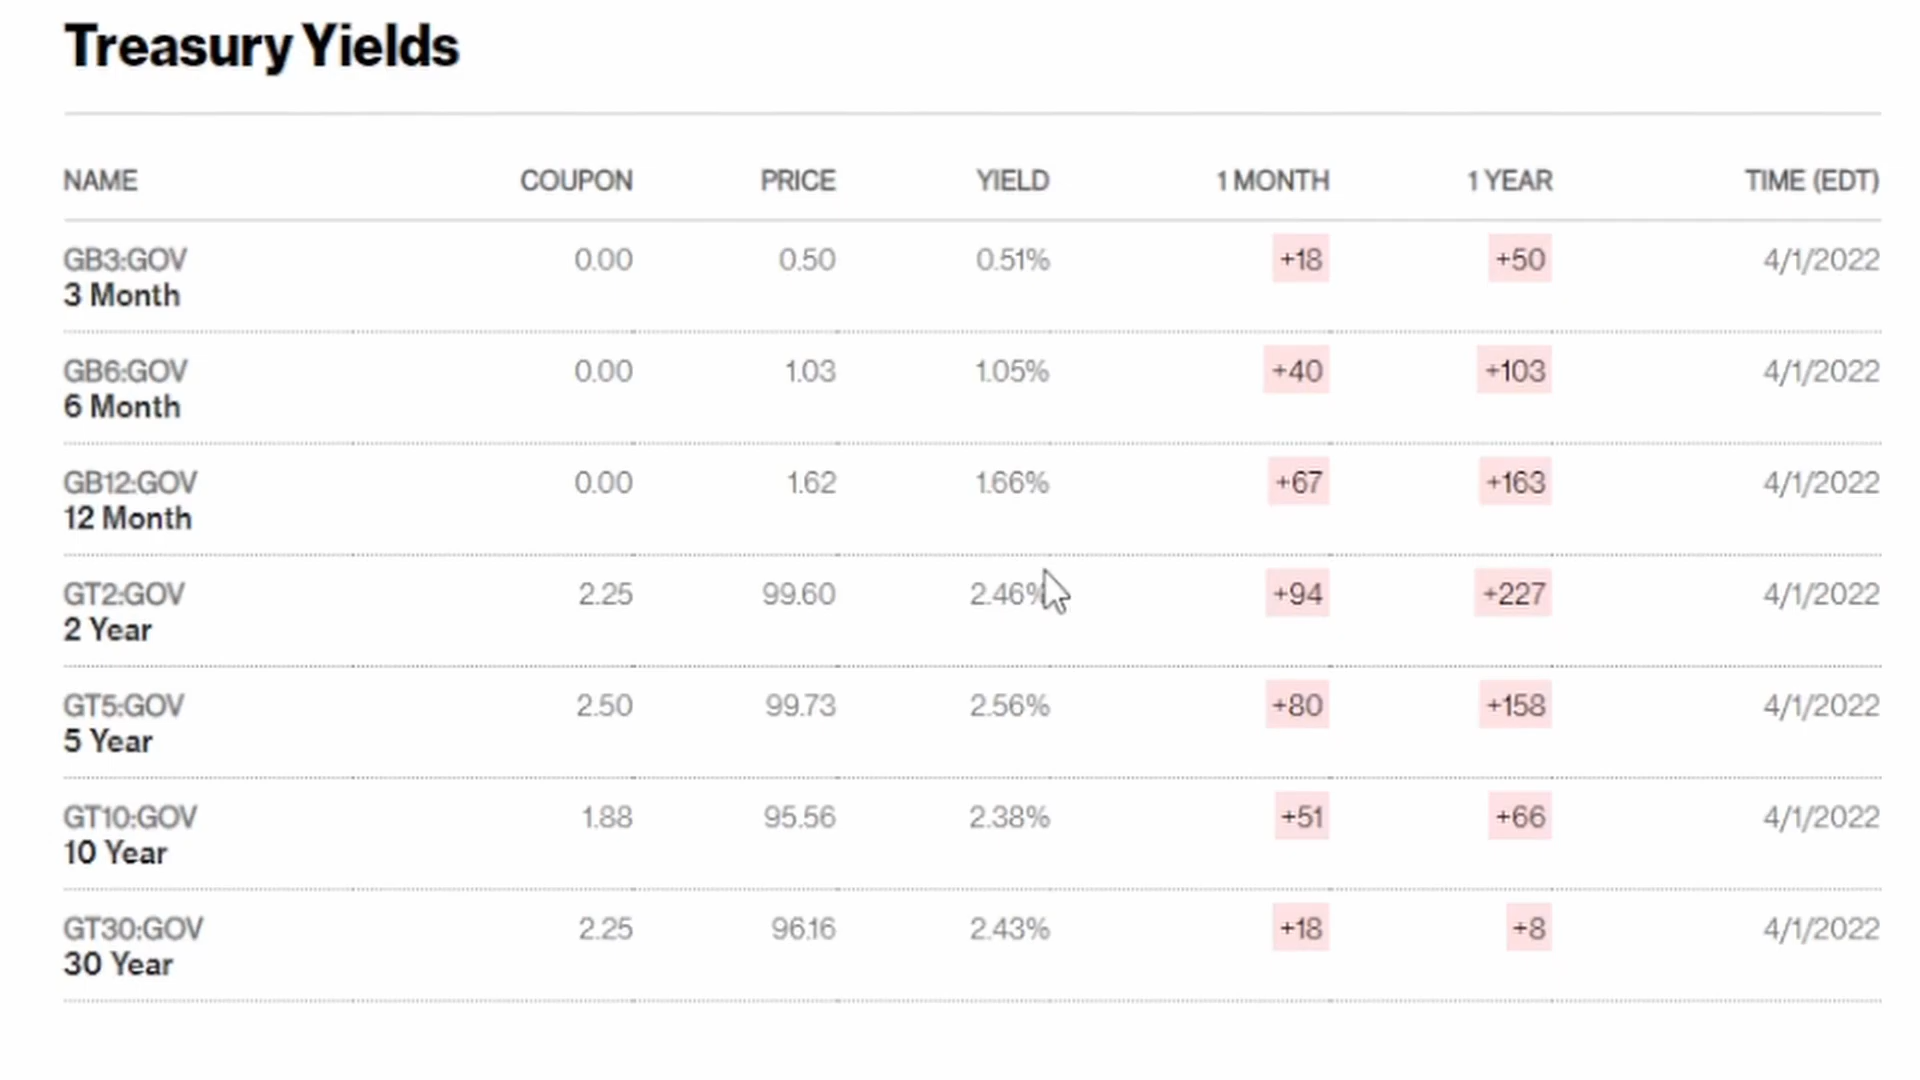 Treasury Yields
NAME COUPON PRICE YIELD 1 MONTH 1 YEAR TIME (EDT)
GB3:GOV 0.00 0.50 0.51% +18 +50 4/1/2022
3 Month
GB6:GOV 0.00 1.03 1.05% +40 +103 4/1/2022
6 Month
GB12:GOV 0.00 1.62 1.66% +67 +163 4/1/2022
12 Month
GT2:GOV 2.25 99.60 2.46% +94 +227 4/1/2022
2 Year
GT5:GOV 2.50 99.73 2.56% +80 +158 4/1/2022
5 Year
GT10:GOV 1.88 95.56 2.38% +51 +66 4/1/2022
10 Year
GT30:GOV 2.25 96.16 2.43% +18 +8 4/1/2022
30 Year